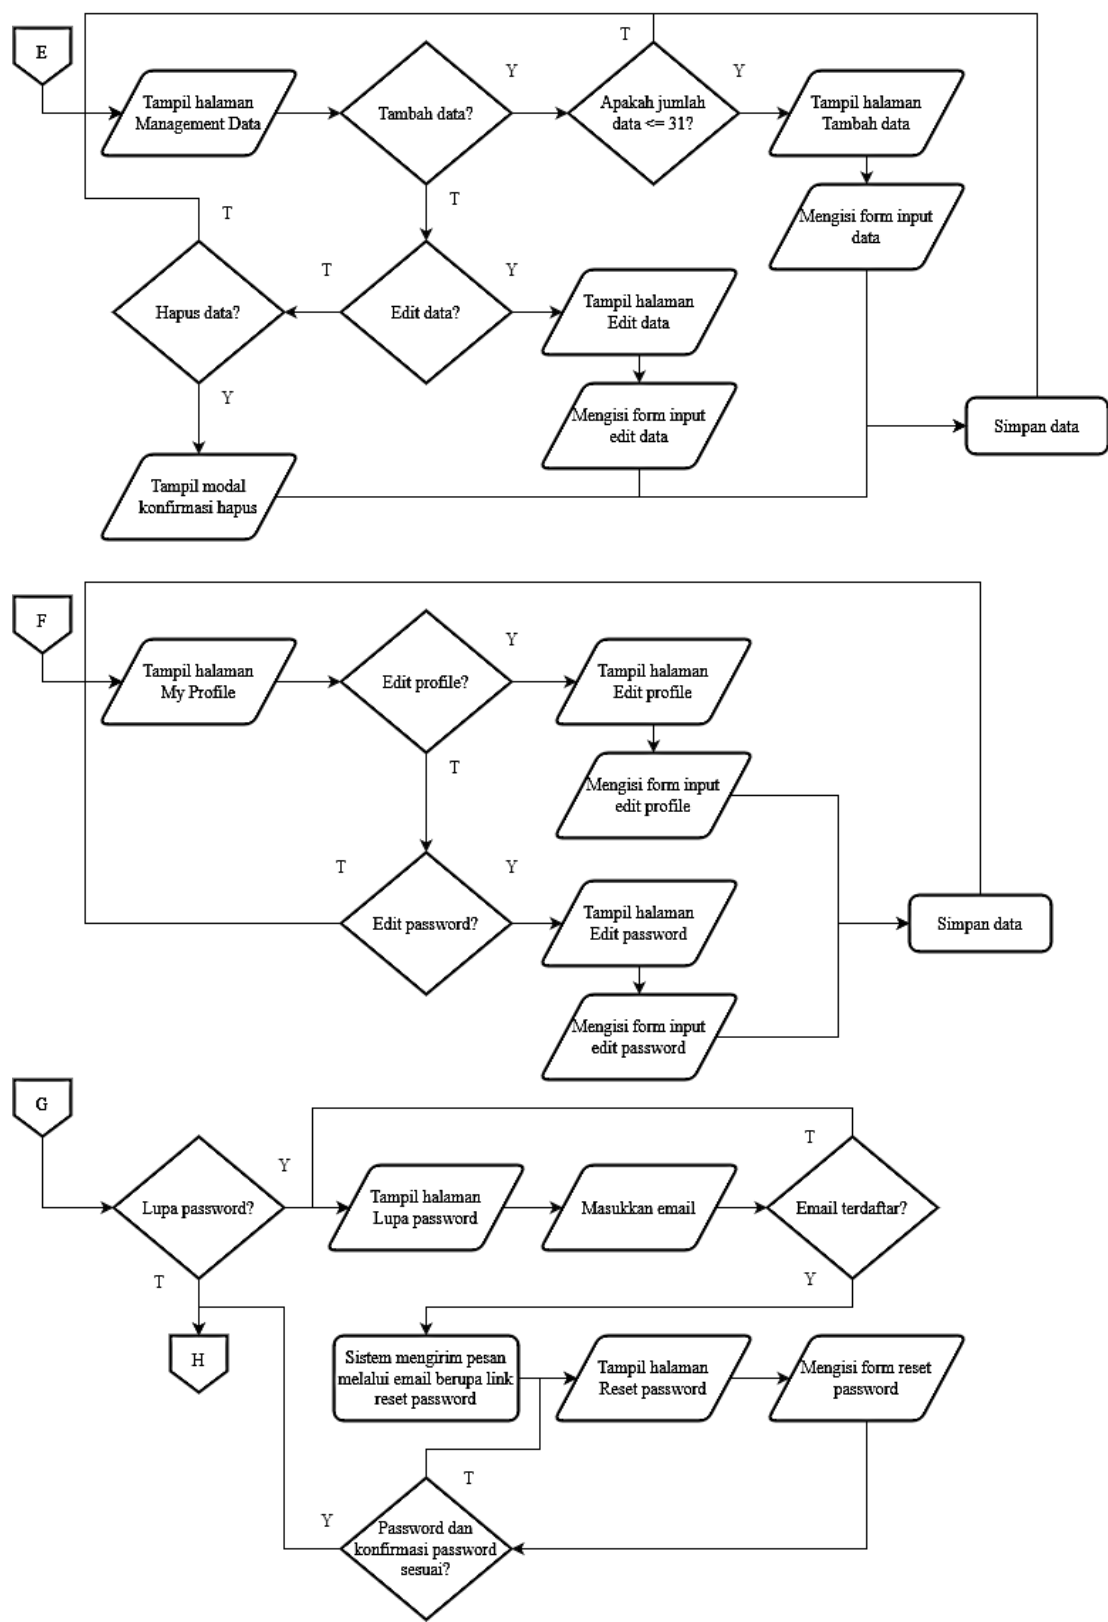 E
Tampil halaman
Management Data
Tambah data?
Y
T
Apakah jumlah
data <= 31?
T
Y
Tampil halaman
Tambah data
Mengisi form input
data
Edit data?
T
Y
Hapus data?
T
Y
Tampil halaman
Edit data
Mengisi form input
edit data
Simpan data
Tampil modal
konfirmasi hapus
F
Tampil halaman
My Profile
Edit profile?
Y
T
Tampil halaman
Edit profile
Mengisi form input
edit profile
T
Edit password?
Y
Tampil halaman
Edit password
Mengisi form input
edit password
Simpan data
G
Lupa password?
Y
T
Tampil halaman
Lupa password
Masukkan email
T
Email terdaftar?
Y
H
Sistem mengirim pesan
melalui email berupa link
reset password
Tampil halaman
Reset password
Mengisi form reset
password
T
Y
Password dan
konfirmasi password
sesuai?